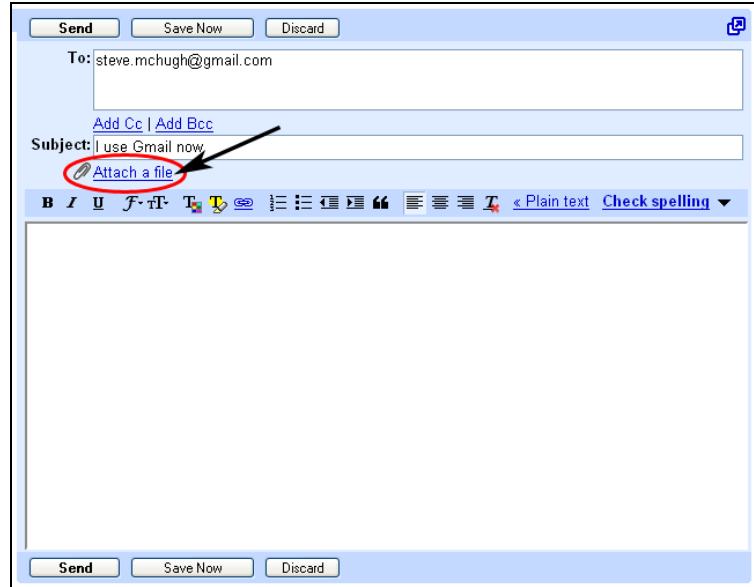 Send Save Now Discard
To: steve.mchugh@gmail.com
Add Cc | Add Bcc
Subject: I use Gmail now.
Attach a file
B I U F T T T T « Plain text Check spelling
Send Save Now Discard